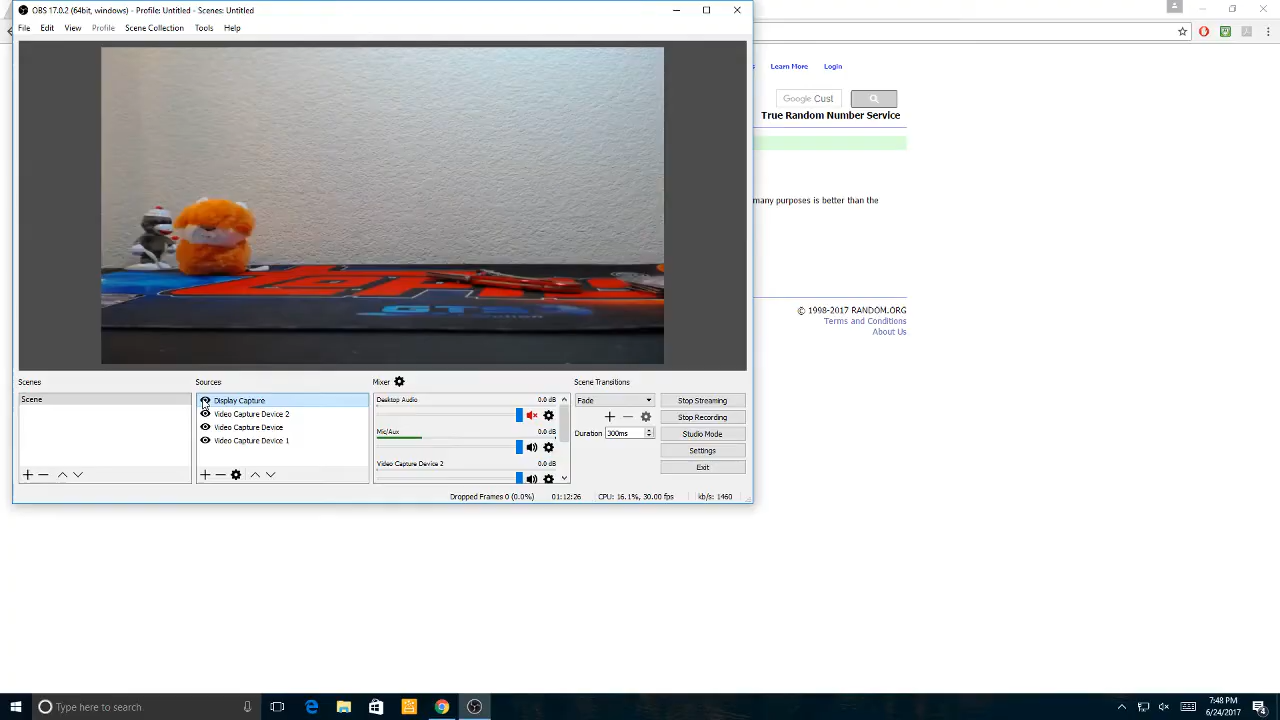 OBS 17.0.2 (64bit, windows) - Profile: Untitled - Scenes: Untitled
File Edit View Profile Scene Collection Tools Help
Learn More Login
Google Cust
True Random Number Service
many purposes is better than the
© 1998-2017 RANDOM.ORG
Terms and Conditions
About Us
Scenes
Scene
Sources
Display Capture
Video Capture Device 2
Video Capture Device
Video Capture Device 1
Mixer
Desktop Audio 0.0 dB
Mic/Aux 0.0 dB
Video Capture Device 2 0.0 dB
Scene Transitions
Fade
Duration 300ms
Stop Streaming
Stop Recording
Studio Mode
Settings
Exit
Dropped Frames 0 (0.0%) 01:12:26 CPU: 16.1%, 30.00 fps kb/s: 1460
Type here to search
7:48 PM
6/24/2017